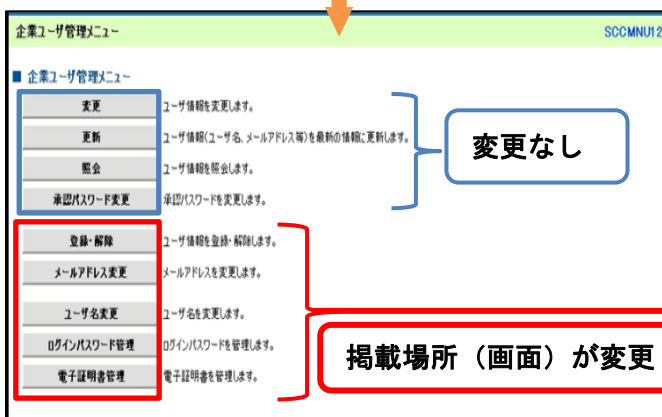 企業ユーザ管理メニュー SCCMNU12
■ 企業ユーザ管理メニュー
変更 ユーザ情報を変更します。
更新 ユーザ情報(ユーザ名、メールアドレス等)を最新の情報に更新します。
照会 ユーザ情報を照会します。
承認パスワード変更 承認パスワードを変更します。
変更なし
登録・解除 ユーザ情報を登録・解除します。
メールアドレス変更 メールアドレスを変更します。
ユーザ名変更 ユーザ名を変更します。
ログインパスワード管理 ログインパスワードを管理します。
電子証明書管理 電子証明書を管理します。
掲載場所（画面）が変更